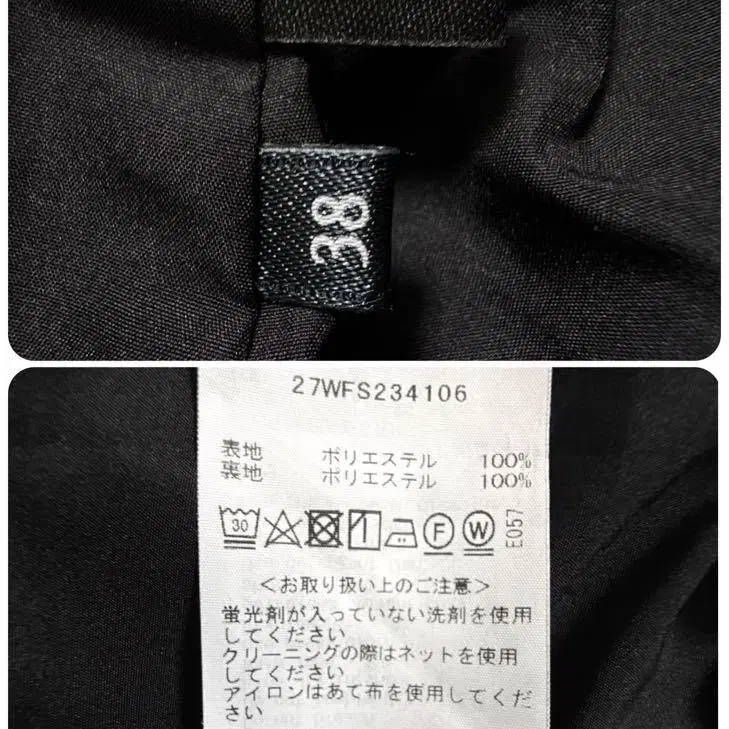 38
27WFS234106
表地 ポリエステル 100%
裏地 ポリエステル 100%
30 F W E057
<お取り扱い上のご注意>
蛍光剤が入っていない洗剤を使用
してください
クリーニングの際はネットを使用
してください
アイロンはあて布を使用してくだ
さい